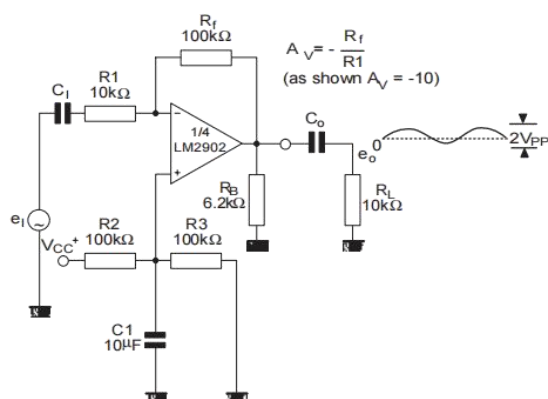 Rf
100kΩ
AV = - Rf
R1
(as shown AV = -10)
CI
R1
10kΩ
1/4
LM2902
Co
eo
0
2VPP
RB
6.2kΩ
RL
10kΩ
eI
VCC+
R2
100kΩ
R3
100kΩ
C1
10µF